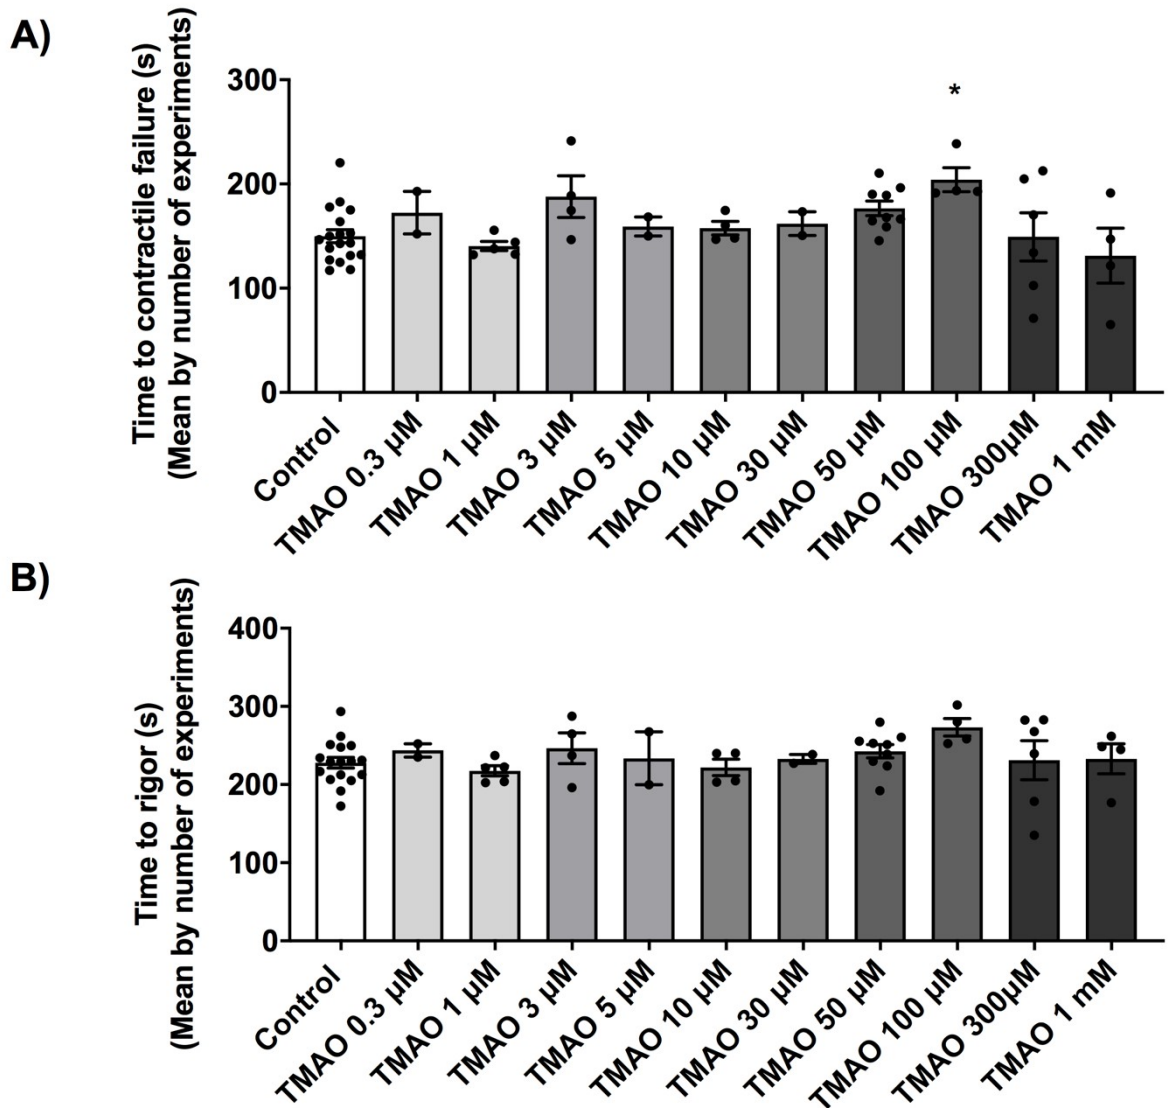 A)
Time to contractile failure (s)
(Mean by number of experiments)
300
200
100
0
*
Control
TMAO 0.3 µM
TMAO 1 µM
TMAO 3 µM
TMAO 5 µM
TMAO 10 µM
TMAO 30 µM
TMAO 50 µM
TMAO 100 µM
TMAO 300µM
TMAO 1 mM
B)
Time to rigor (s)
(Mean by number of experiments)
400
300
200
100
0
Control
TMAO 0.3 µM
TMAO 1 µM
TMAO 3 µM
TMAO 5 µM
TMAO 10 µM
TMAO 30 µM
TMAO 50 µM
TMAO 100 µM
TMAO 300µM
TMAO 1 mM